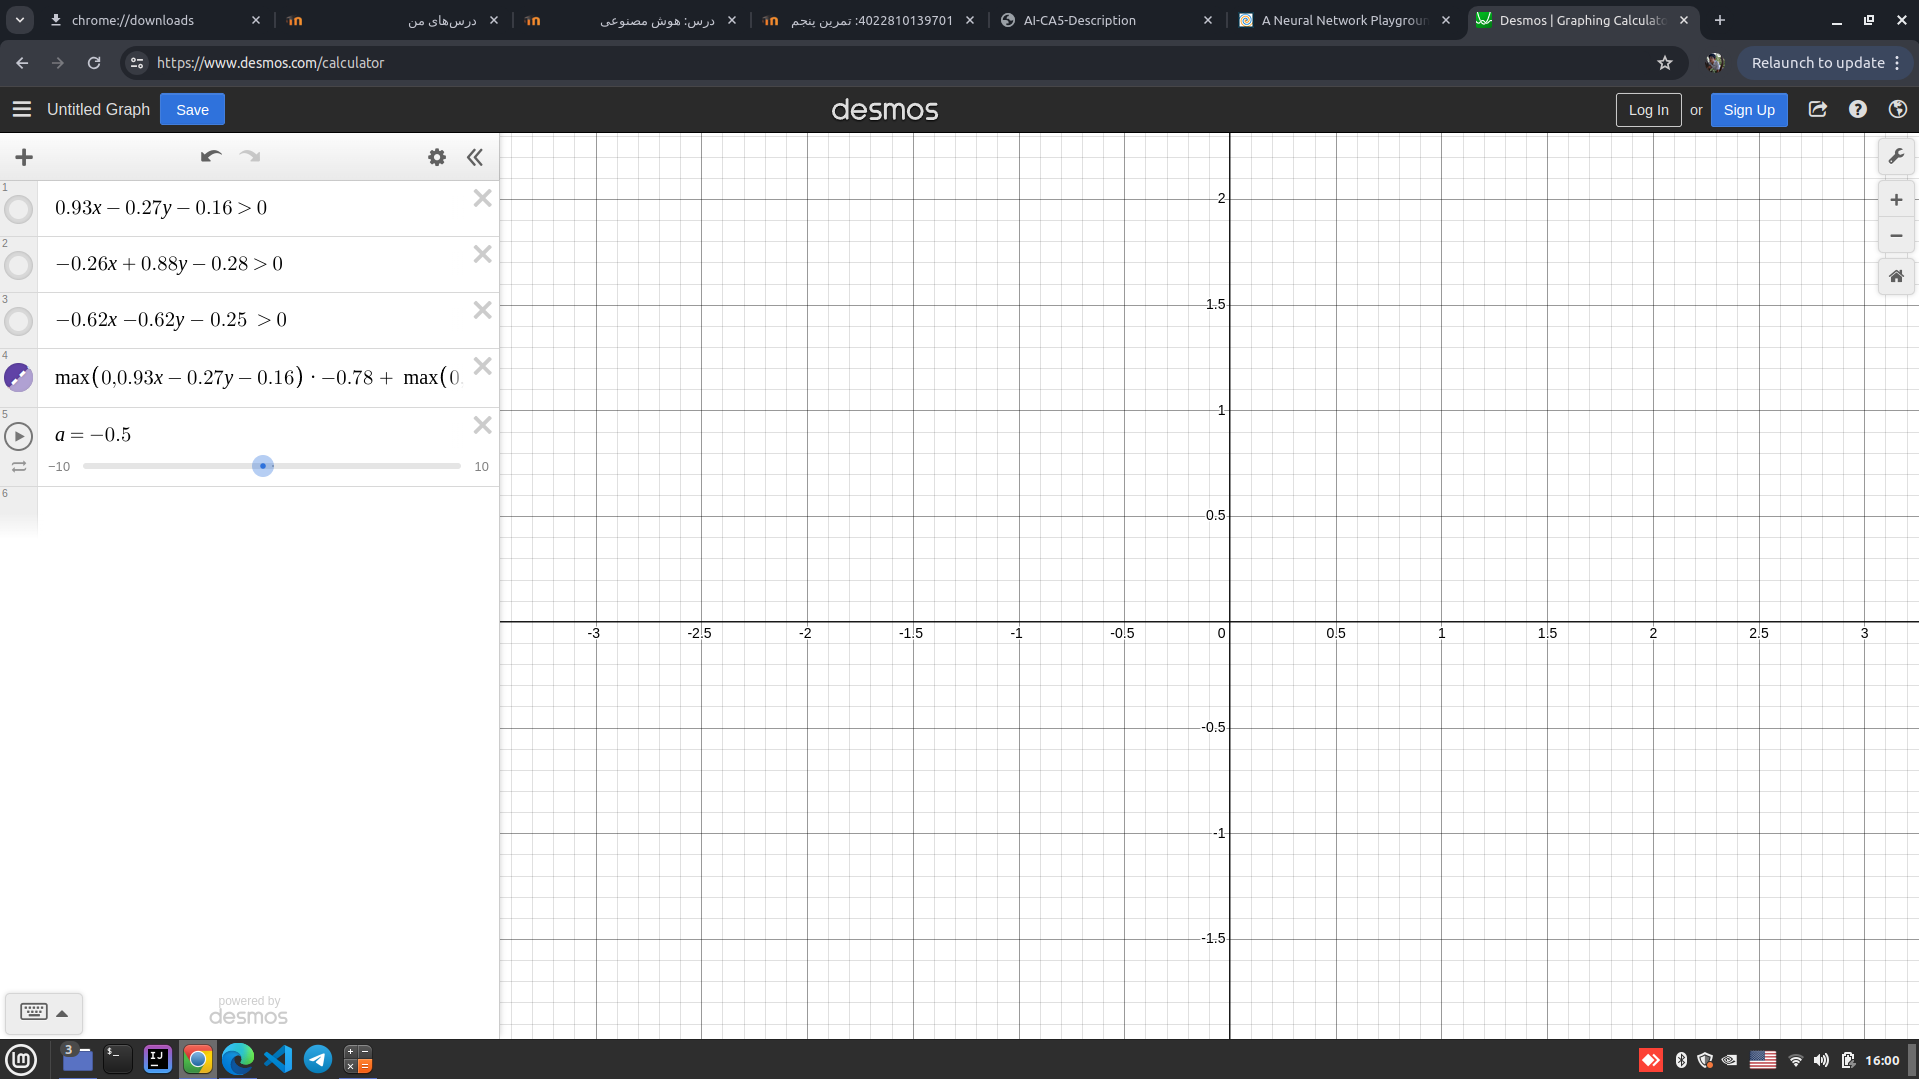 chrome://downloads
درس‌های من
درس: هوش مصنوعی
4022810139701: تمرین پنجم
AI-CA5-Description
A Neural Network Playgroun
Desmos | Graphing Calculato
https://www.desmos.com/calculator
Relaunch to update
Untitled Graph
Save
desmos
Log In or Sign Up
1
0.93x − 0.27y − 0.16 > 0
2
−0.26x + 0.88y − 0.28 > 0
3
−0.62x − 0.62y − 0.25 > 0
4
max(0,0.93x − 0.27y − 0.16) · −0.78 + max(0.
5
a = −0.5
−10 10
6
2
1.5
1
0.5
-3 -2.5 -2 -1.5 -1 -0.5 0 0.5 1 1.5 2 2.5 3
-0.5
-1
-1.5
powered by
desmos
3
$_
IJ
16:00